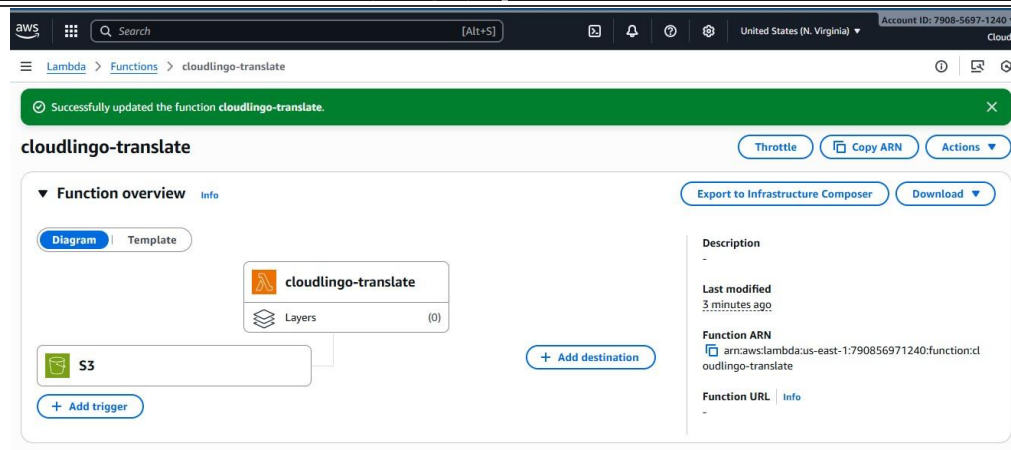 aws
Search [Alt+S]
United States (N. Virginia)
Account ID: 7908-5697-1240
Cloud
Lambda > Functions > cloudlingo-translate
Successfully updated the function cloudlingo-translate.
cloudlingo-translate
Throttle
Copy ARN
Actions
Function overview Info
Export to Infrastructure Composer
Download
Diagram
Template
cloudlingo-translate
Layers (0)
S3
+ Add trigger
+ Add destination
Description
-
Last modified
3 minutes ago
Function ARN
arn:aws:lambda:us-east-1:790856971240:function:cl
oudlingo-translate
Function URL Info
-